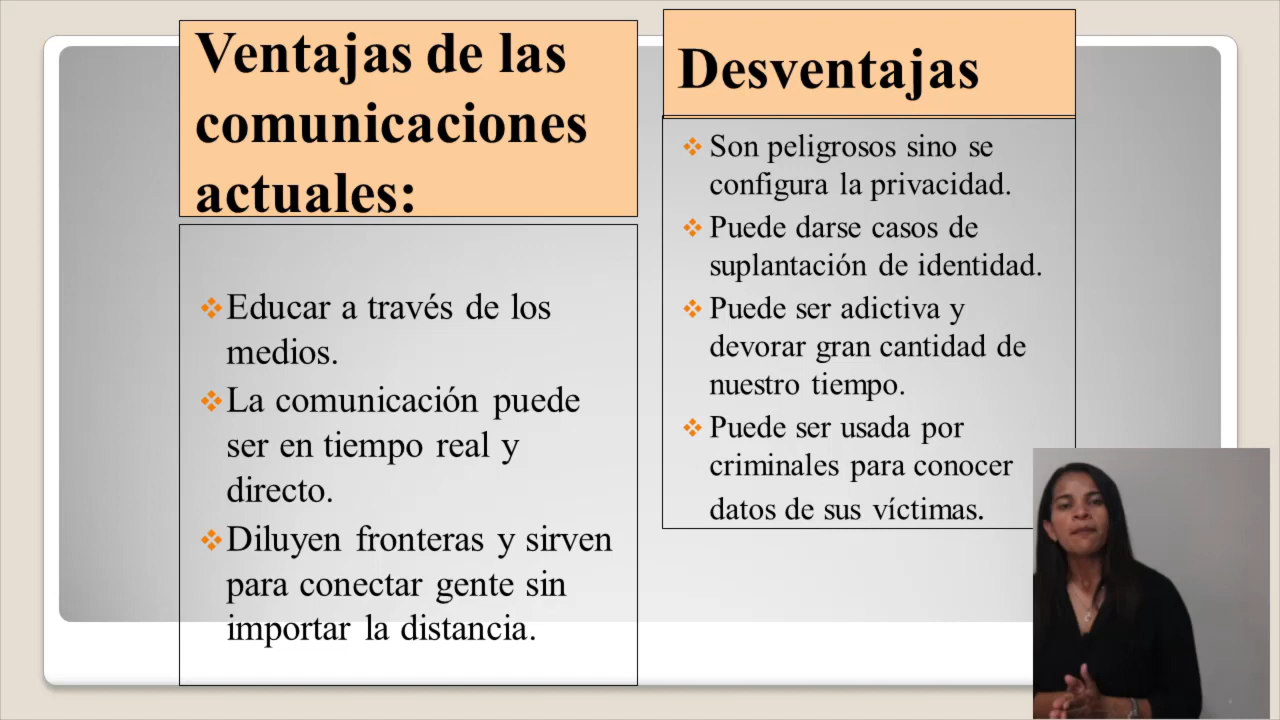 Ventajas de las
comunicaciones
actuales:
Educar a través de los
medios.
La comunicación puede
ser en tiempo real y
directo.
Diluyen fronteras y sirven
para conectar gente sin
importar la distancia.
Desventajas
Son peligrosos sino se
configura la privacidad.
Puede darse casos de
suplantación de identidad.
Puede ser adictiva y
devorar gran cantidad de
nuestro tiempo.
Puede ser usada por
criminales para conocer
datos de sus víctimas.